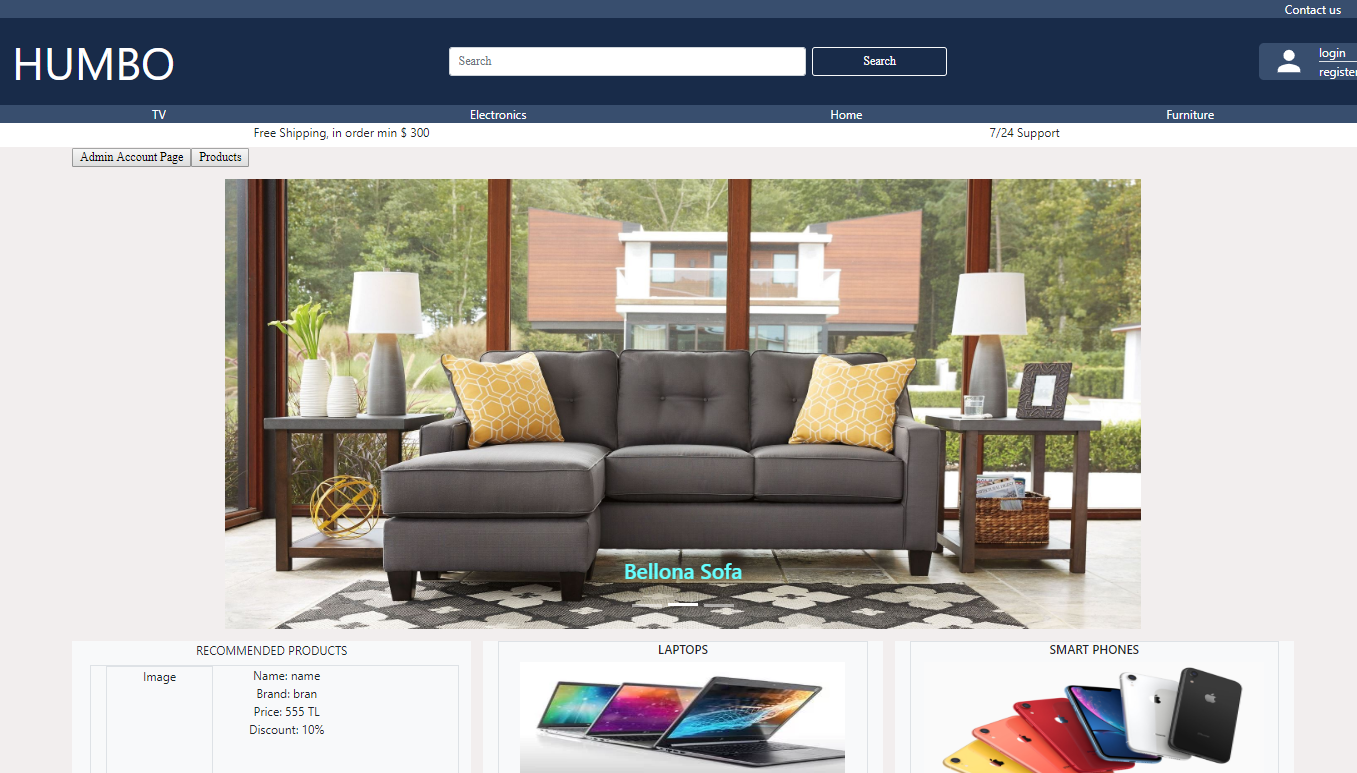 Contact us
HUMBO
Search
Search
login
register
TV
Electronics
Home
Furniture
Free Shipping, in order min $ 300
7/24 Support
Admin Account Page
Products
Bellona Sofa
RECOMMENDED PRODUCTS
LAPTOPS
SMART PHONES
Image
Name: name
Brand: bran
Price: 555 TL
Discount: 10%